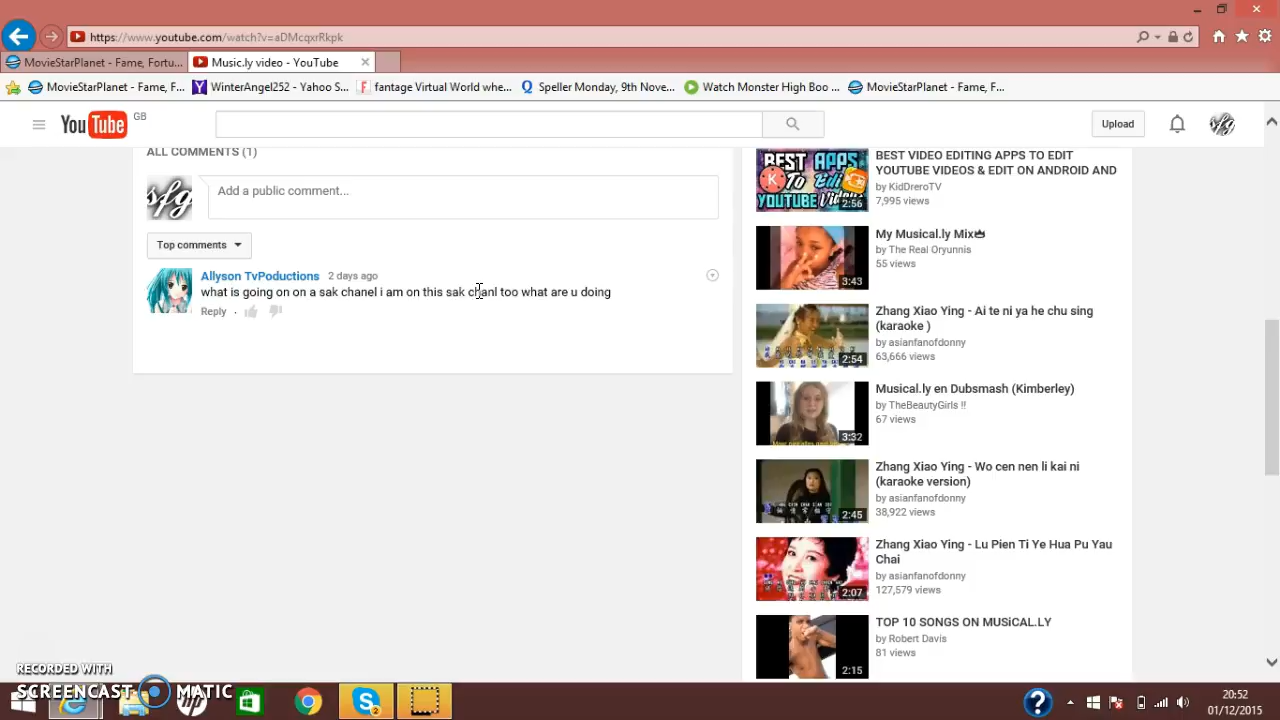 https://www.youtube.com/watch?v=aDMcqxrRkpk
MovieStarPlanet - Fame, Fortu...
Music.ly video - YouTube
MovieStarPlanet - Fame, F...
WinterAngel252 - Yahoo S...
fantage Virtual World whe...
Speller Monday, 9th Nove...
Watch Monster High Boo ...
MovieStarPlanet - Fame, F...
YouTube GB
Upload
sfg
ALL COMMENTS (1)
sfg
Add a public comment...
Top comments
Allyson TvPoductions 2 days ago
what is going on on a sak chanel i am on this sak chanl too what are u doing
Reply
BEST APPS
To Edit
YOUTUBE Videos
2:56
BEST VIDEO EDITING APPS TO EDIT
YOUTUBE VIDEOS & EDIT ON ANDROID AND
by KidDreroTV
7,995 views
3:43
My Musical.ly Mix
by The Real Oryunnis
55 views
2:54
Zhang Xiao Ying - Ai te ni ya he chu sing
(karaoke )
by asianfanofdonny
63,666 views
3:32
Musical.ly en Dubsmash (Kimberley)
by TheBeautyGirls !!
67 views
2:45
Zhang Xiao Ying - Wo cen nen li kai ni
(karaoke version)
by asianfanofdonny
38,922 views
2:07
Zhang Xiao Ying - Lu Pien Ti Ye Hua Pu Yau
Chai
by asianfanofdonny
127,579 views
2:15
TOP 10 SONGS ON MUSiCAL.LY
by Robert Davis
81 views
RECORDED WITH
SCREENCAST MATIC
hp
20:52
01/12/2015